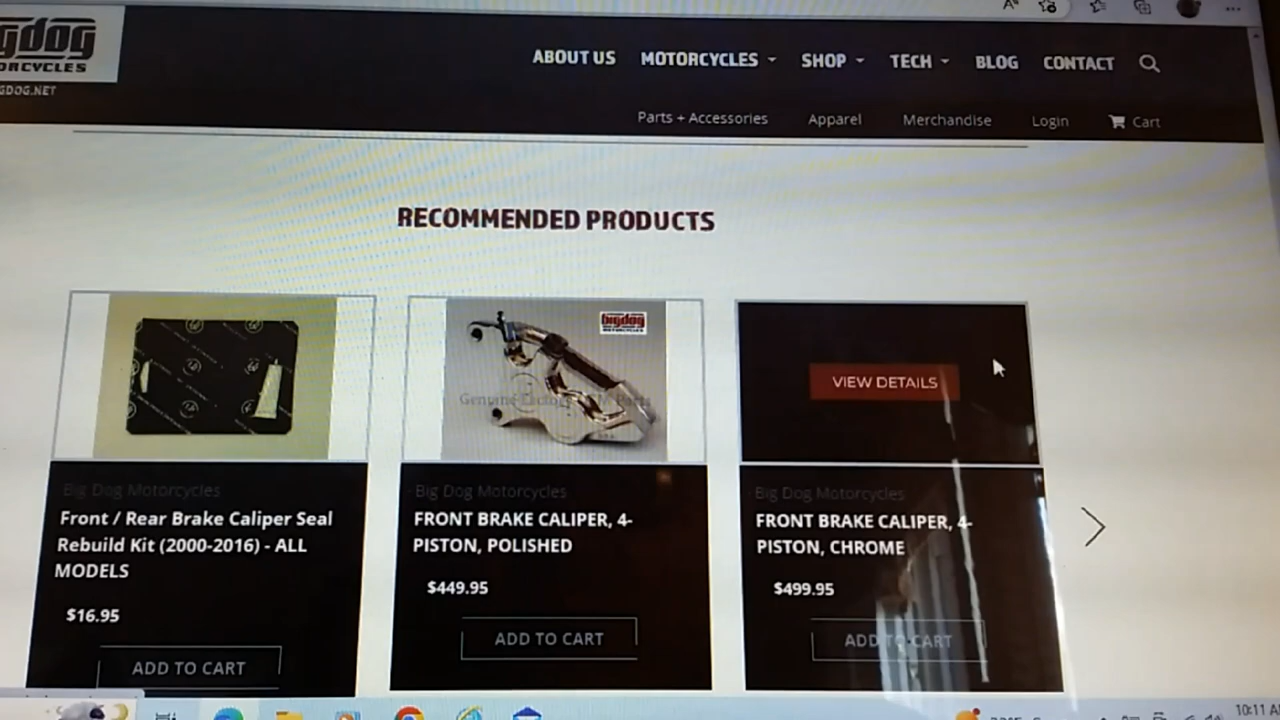 ABOUT US MOTORCYCLES SHOP TECH BLOG CONTACT
Parts + Accessories Apparel Merchandise Login Cart
RECOMMENDED PRODUCTS
bigdog
MOTORCYCLES
VIEW DETAILS
Big Dog Motorcycles
Front / Rear Brake Caliper Seal
Rebuild Kit (2000-2016) - ALL
MODELS
$16.95
ADD TO CART
Big Dog Motorcycles
FRONT BRAKE CALIPER, 4-
PISTON, POLISHED
$449.95
ADD TO CART
Big Dog Motorcycles
FRONT BRAKE CALIPER, 4-
PISTON, CHROME
$499.95
ADD TO CART